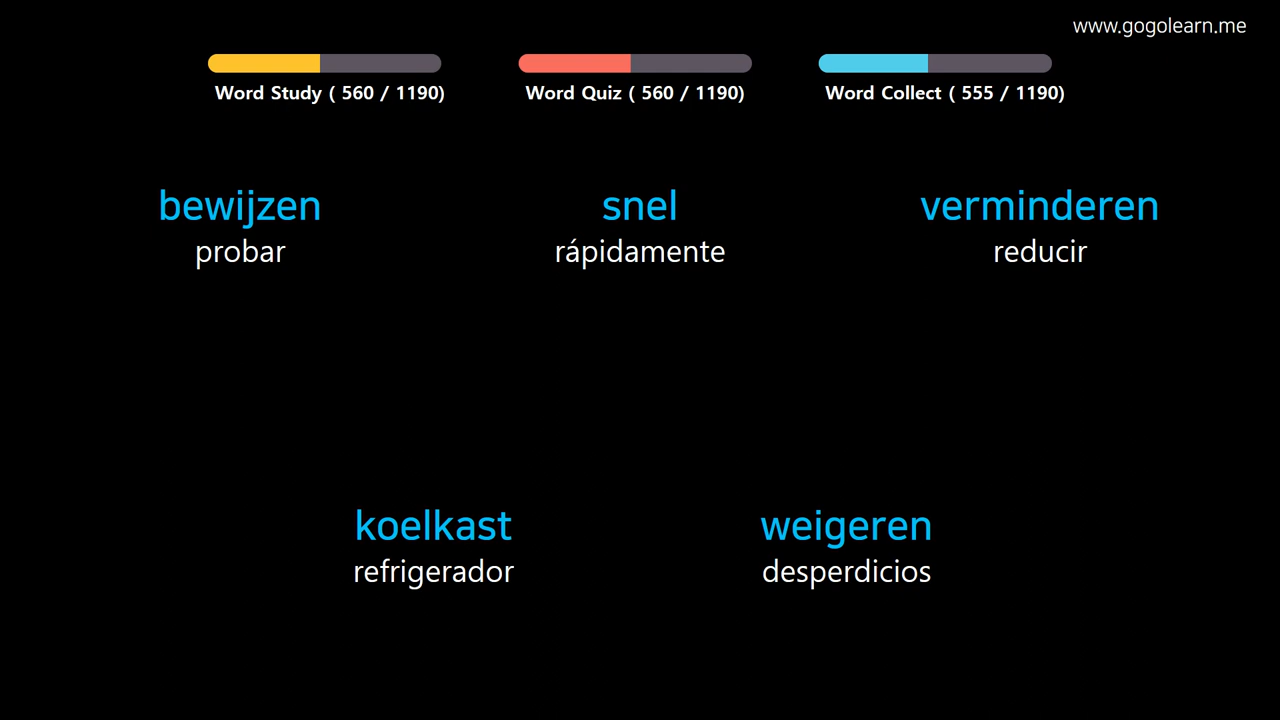 www.gogolearn.me
Word Study ( 560 / 1190)
Word Quiz ( 560 / 1190)
Word Collect ( 555 / 1190)
bewijzen
probar
snel
rápidamente
verminderen
reducir
koelkast
refrigerador
weigeren
desperdicios